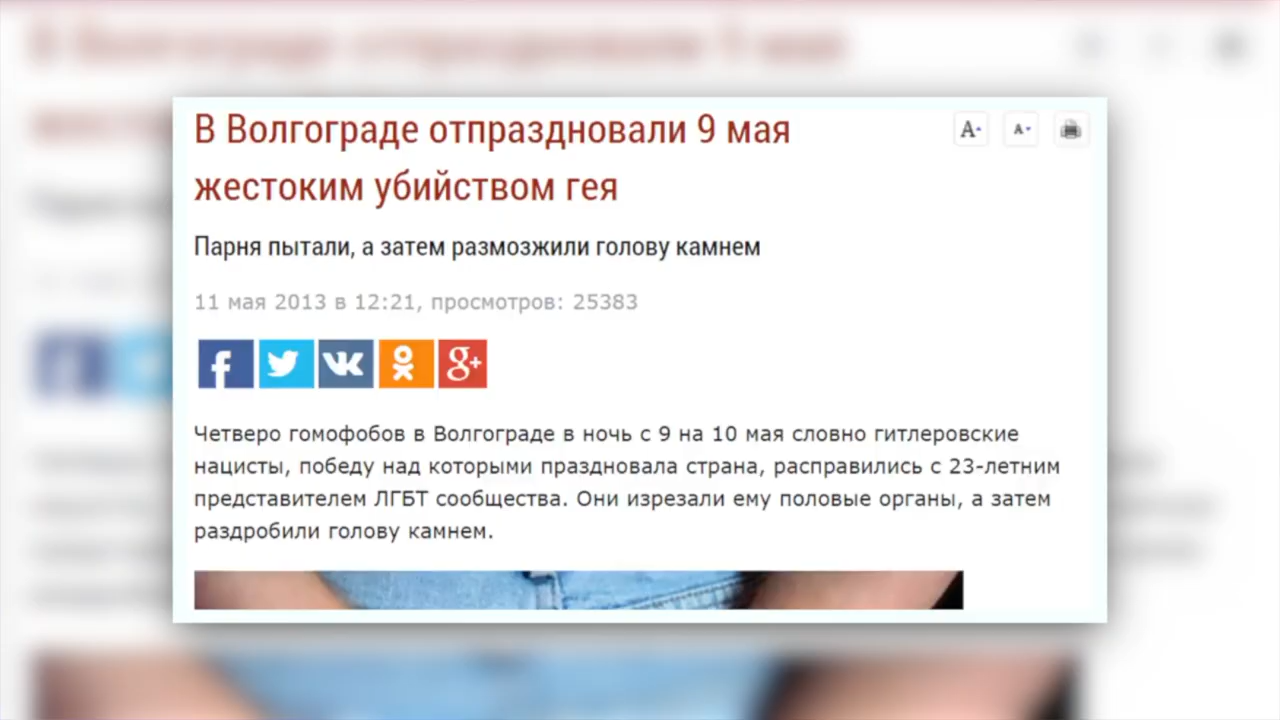 В Волгограде отпраздновали 9 мая
жестоким убийством гея
Парня пытали, а затем размозжили голову камнем
11 мая 2013 в 12:21, просмотров: 25383
Четверо гомофобов в Волгограде в ночь с 9 на 10 мая словно гитлеровские
нацисты, победу над которыми праздновала страна, расправились с 23-летним
представителем ЛГБТ сообщества. Они изрезали ему половые органы, а затем
раздробили голову камнем.